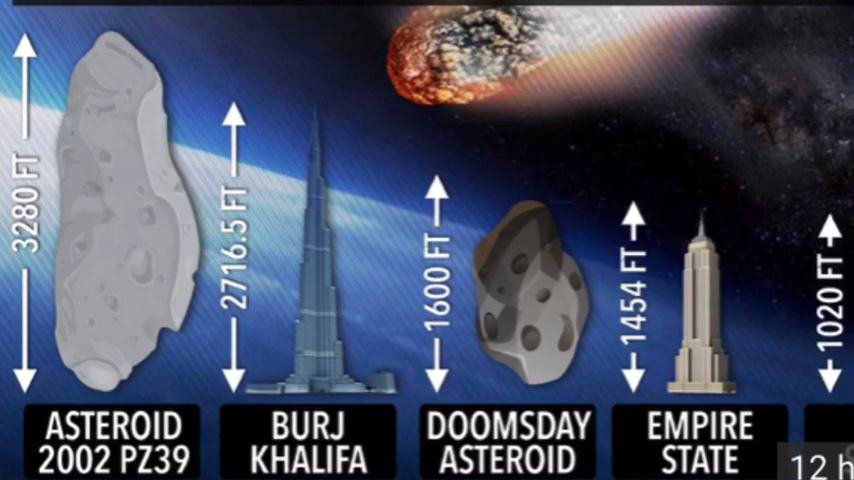 3280 FT
2716.5 FT
1600 FT
1454 FT
1020 FT
ASTEROID
2002 PZ39
BURJ
KHALIFA
DOOMSDAY
ASTEROID
EMPIRE
STATE
12 h